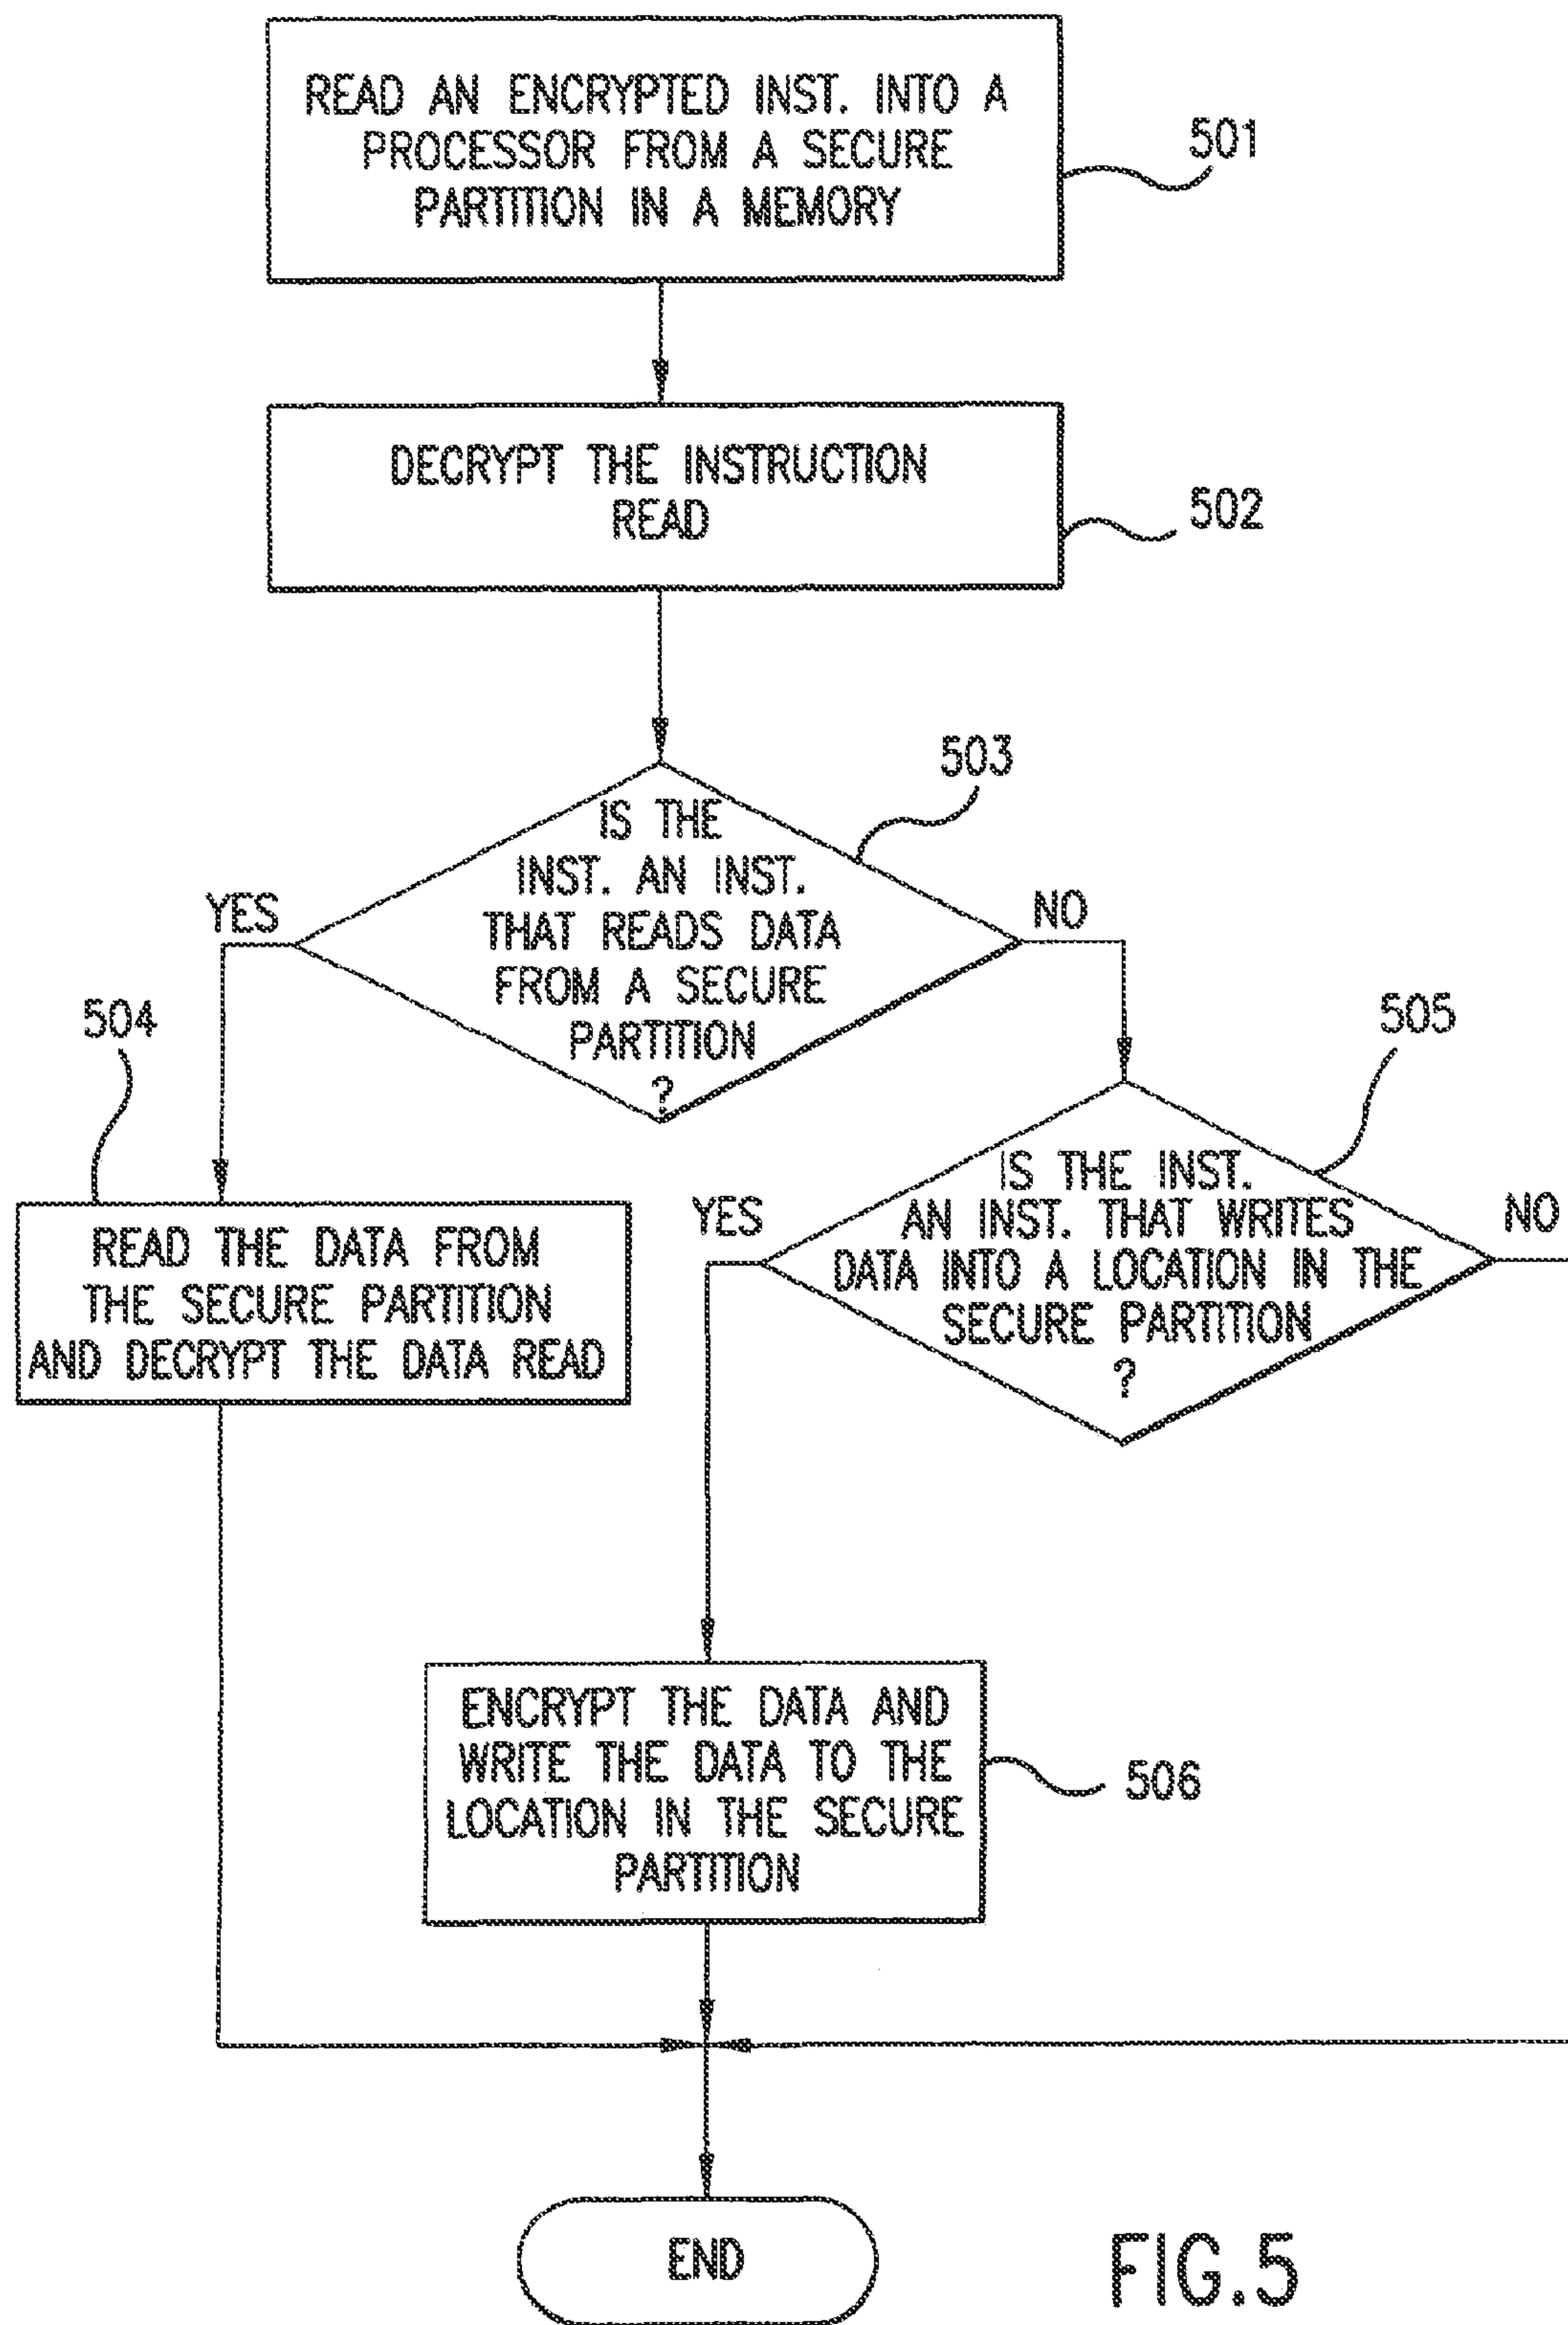 READ AN ENCRYPTED INST. INTO A
PROCESSOR FROM A SECURE
PARTITION IN A MEMORY
501
DECRYPT THE INSTRUCTION
READ
502
503
IS THE
INST. AN INST.
THAT READS DATA
FROM A SECURE
PARTITION
?
YES
NO
504
READ THE DATA FROM
THE SECURE PARTITION
AND DECRYPT THE DATA READ
505
IS THE INST.
AN INST. THAT WRITES
DATA INTO A LOCATION IN THE
SECURE PARTITION
?
YES
NO
ENCRYPT THE DATA AND
WRITE THE DATA TO THE
LOCATION IN THE SECURE
PARTITION
506
END
FIG.5